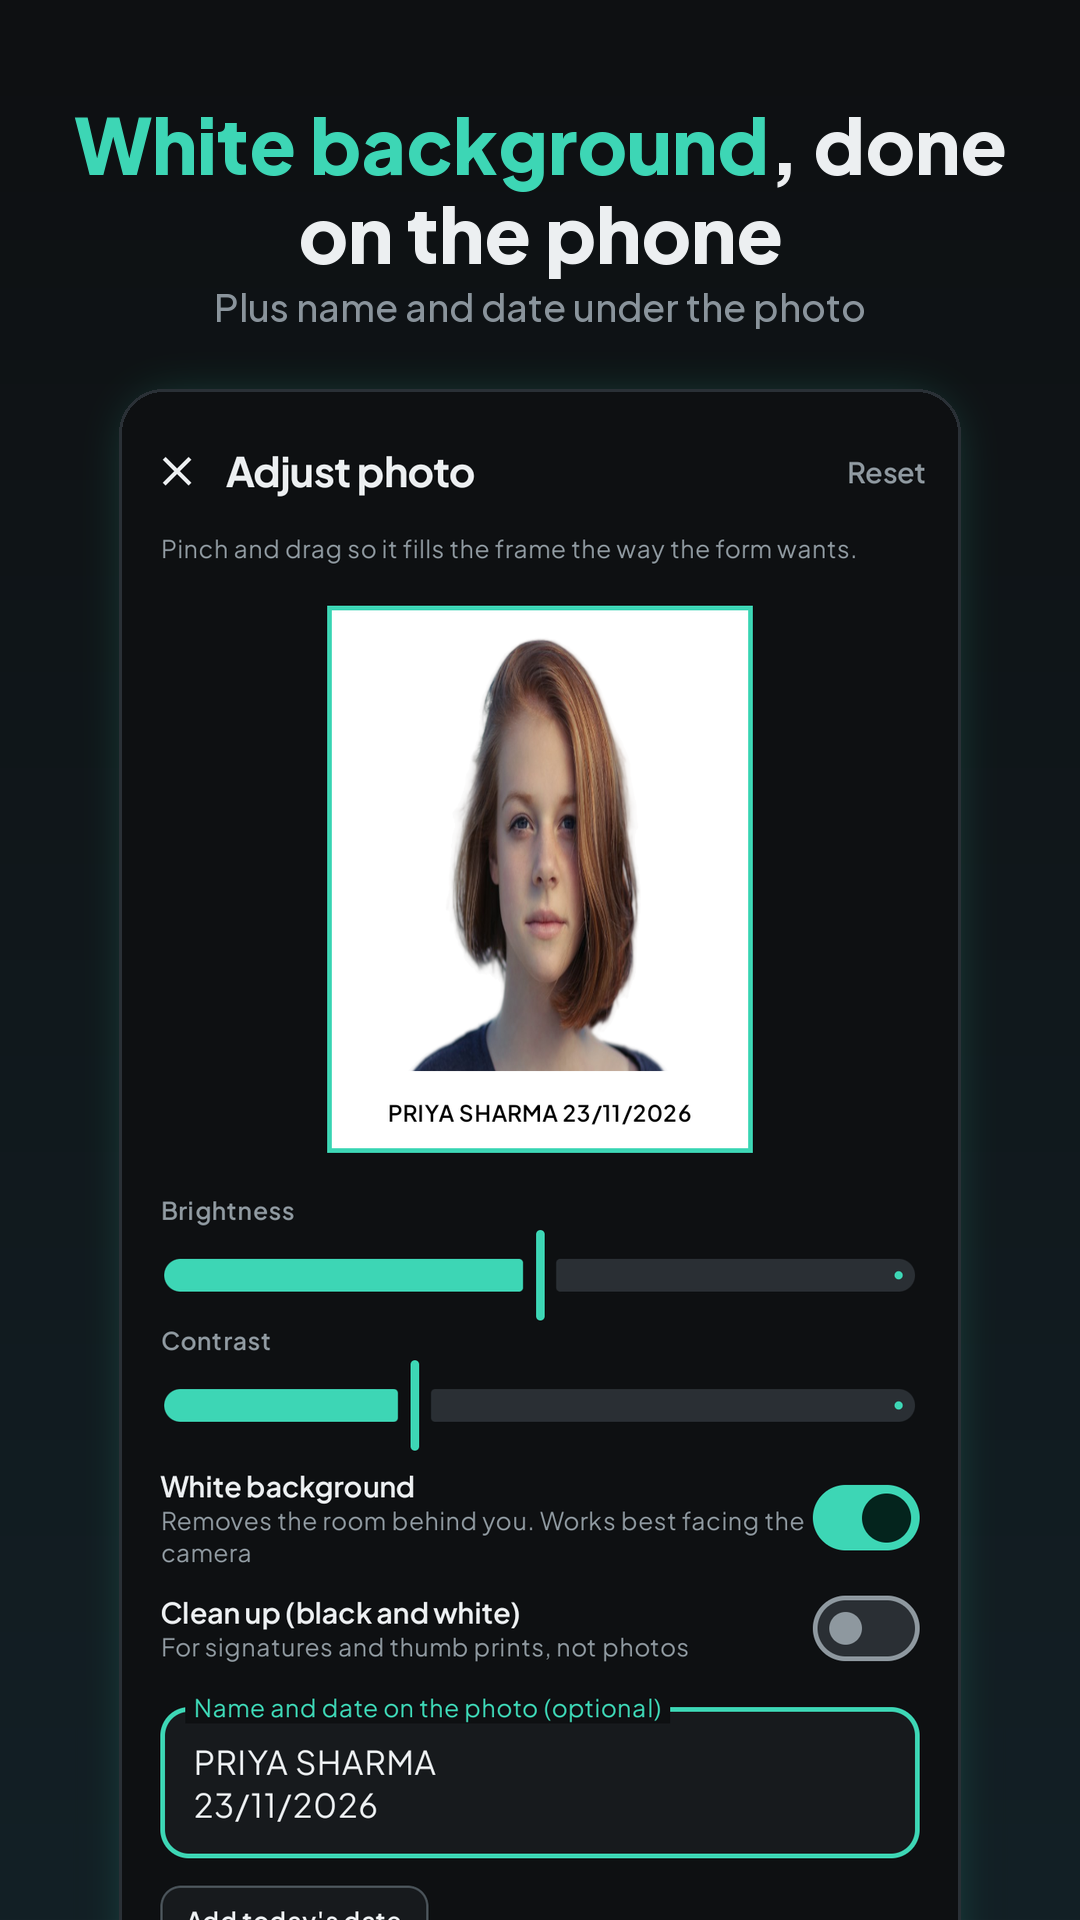 White background, done
on the phone
Plus name and date under the photo
Adjust photo
Reset
Pinch and drag so it fills the frame the way the form wants.
PRIYA SHARMA 23/11/2026
Brightness
Contrast
White background
Removes the room behind you. Works best facing the
camera
Clean up (black and white)
For signatures and thumb prints, not photos
Name and date on the photo (optional)
PRIYA SHARMA
23/11/2026
Add today's date